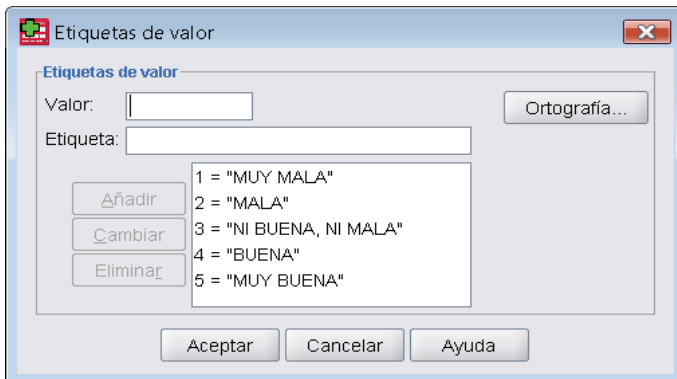 Etiquetas de valor
Etiquetas de valor
Valor:
Ortografía...
Etiqueta:
1 = "MUY MALA"
Añadir
2 = "MALA"
Cambiar
3 = "NI BUENA, NI MALA"
4 = "BUENA"
Eliminar
5 = "MUY BUENA"
Aceptar Cancelar Ayuda